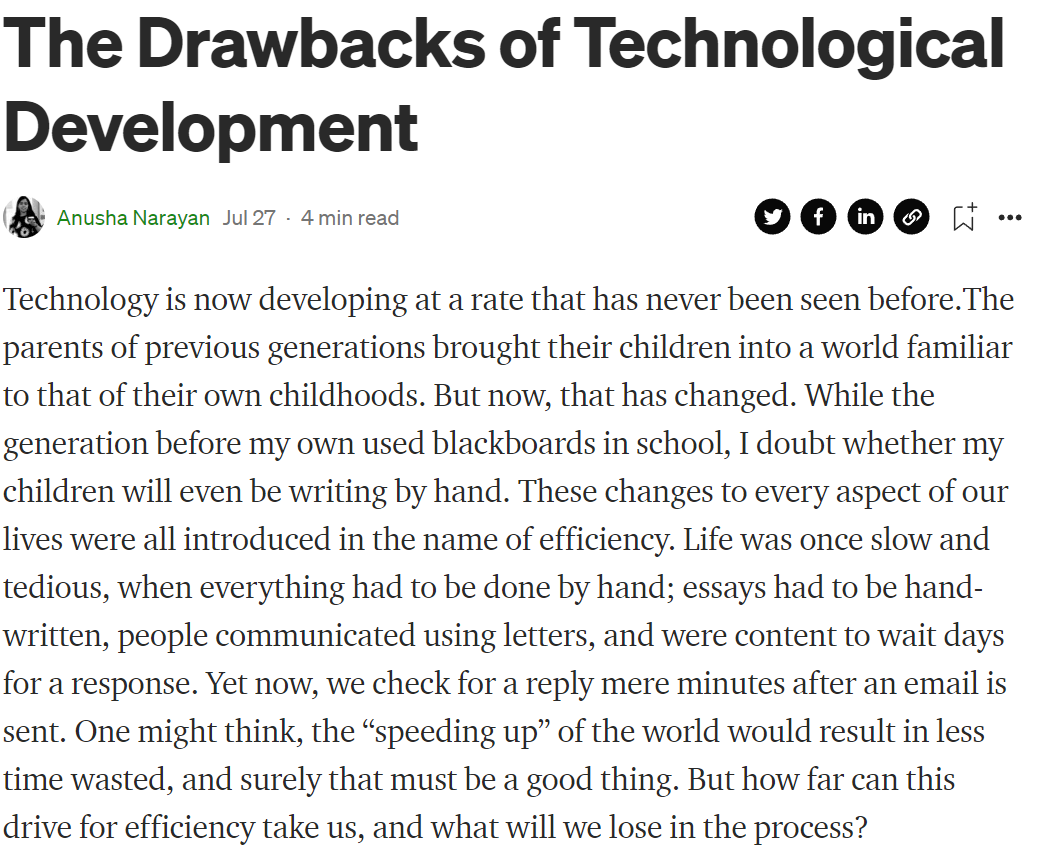 The Drawbacks of Technological
Development
Anusha Narayan Jul 27 · 4 min read
Technology is now developing at a rate that has never been seen before.The
parents of previous generations brought their children into a world familiar
to that of their own childhoods. But now, that has changed. While the
generation before my own used blackboards in school, I doubt whether my
children will even be writing by hand. These changes to every aspect of our
lives were all introduced in the name of efficiency. Life was once slow and
tedious, when everything had to be done by hand; essays had to be hand-
written, people communicated using letters, and were content to wait days
for a response. Yet now, we check for a reply mere minutes after an email is
sent. One might think, the “speeding up” of the world would result in less
time wasted, and surely that must be a good thing. But how far can this
drive for efficiency take us, and what will we lose in the process?